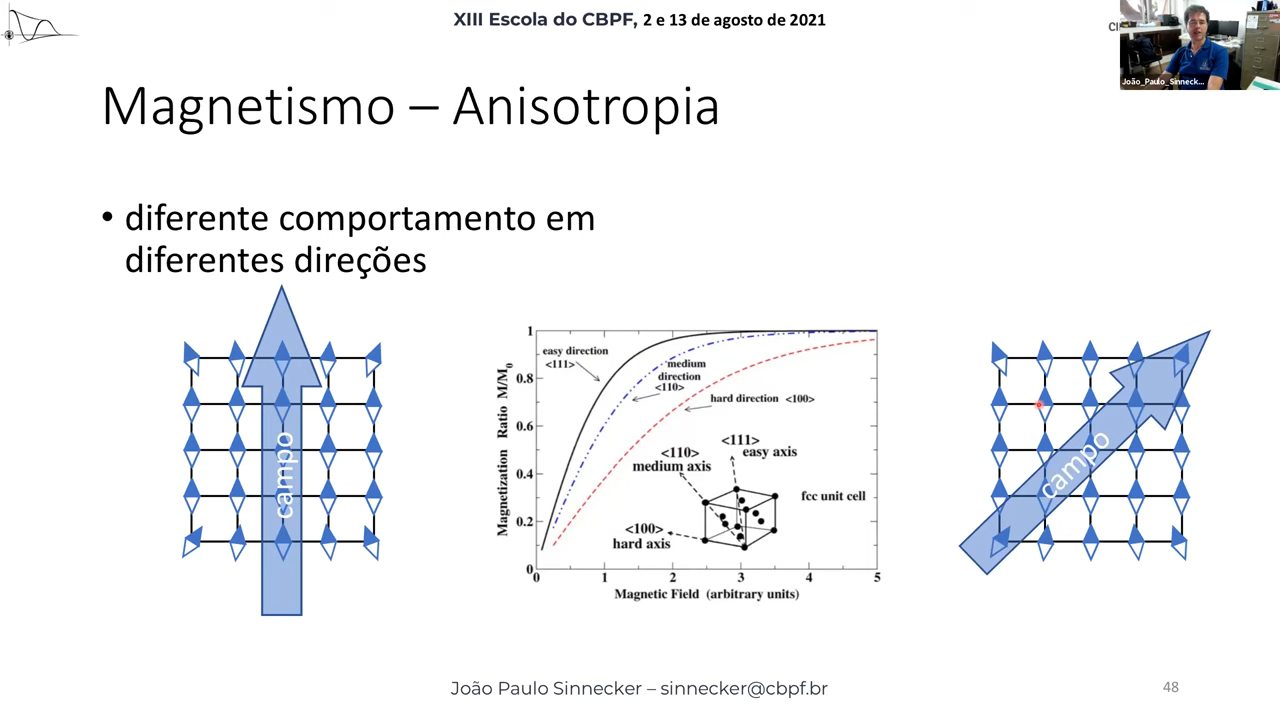 XIII Escola do CBPF, 2 e 13 de agosto de 2021
João_Paulo_Sinneck...
Magnetismo – Anisotropia
• diferente comportamento em
diferentes direções
campo
Magnetization Ratio M/M0
1
0.8
0.6
0.4
0.2
0
0 1 2 3 4 5
Magnetic Field (arbitrary units)
easy direction
<111>
medium
direction
<110>
hard direction <100>
<111>
easy axis
<110>
medium axis
fcc unit cell
<100>
hard axis
campo
João Paulo Sinnecker – sinnecker@cbpf.br
48